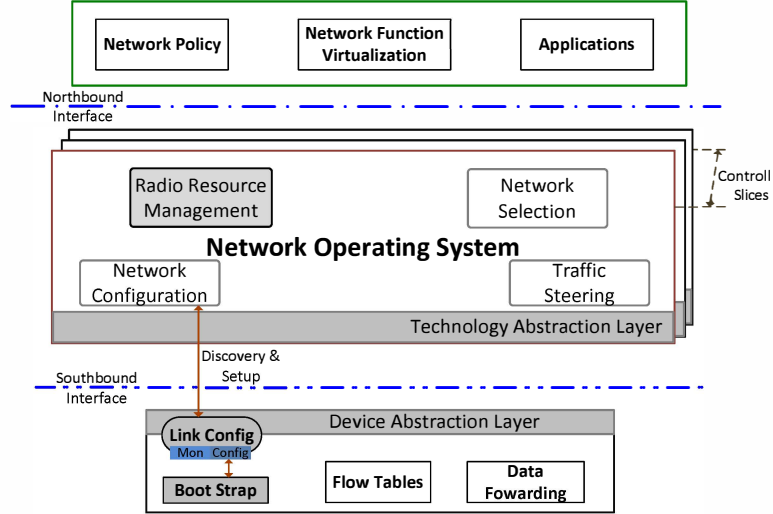 Network Policy
Network Function
Virtualization
Applications
Northbound
Interface
Controll
Slices
Radio Resource
Management
Network
Selection
Network Operating System
Network
Configuration
Traffic
Steering
Technology Abstraction Layer
Discovery &
Setup
Southbound
Interface
Device Abstraction Layer
Link Config
Mon Config
Boot Strap
Flow Tables
Data
Fowarding